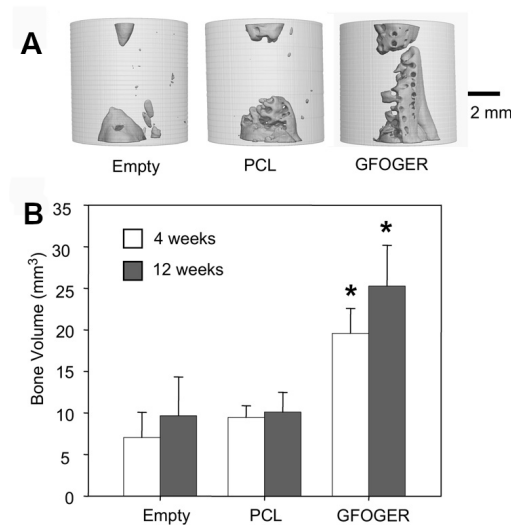 A
2 mm
Empty PCL GFOGER
B
35
30
25
20
15
10
5
0
Bone Volume (mm³)
4 weeks
12 weeks
*
*
Empty PCL GFOGER